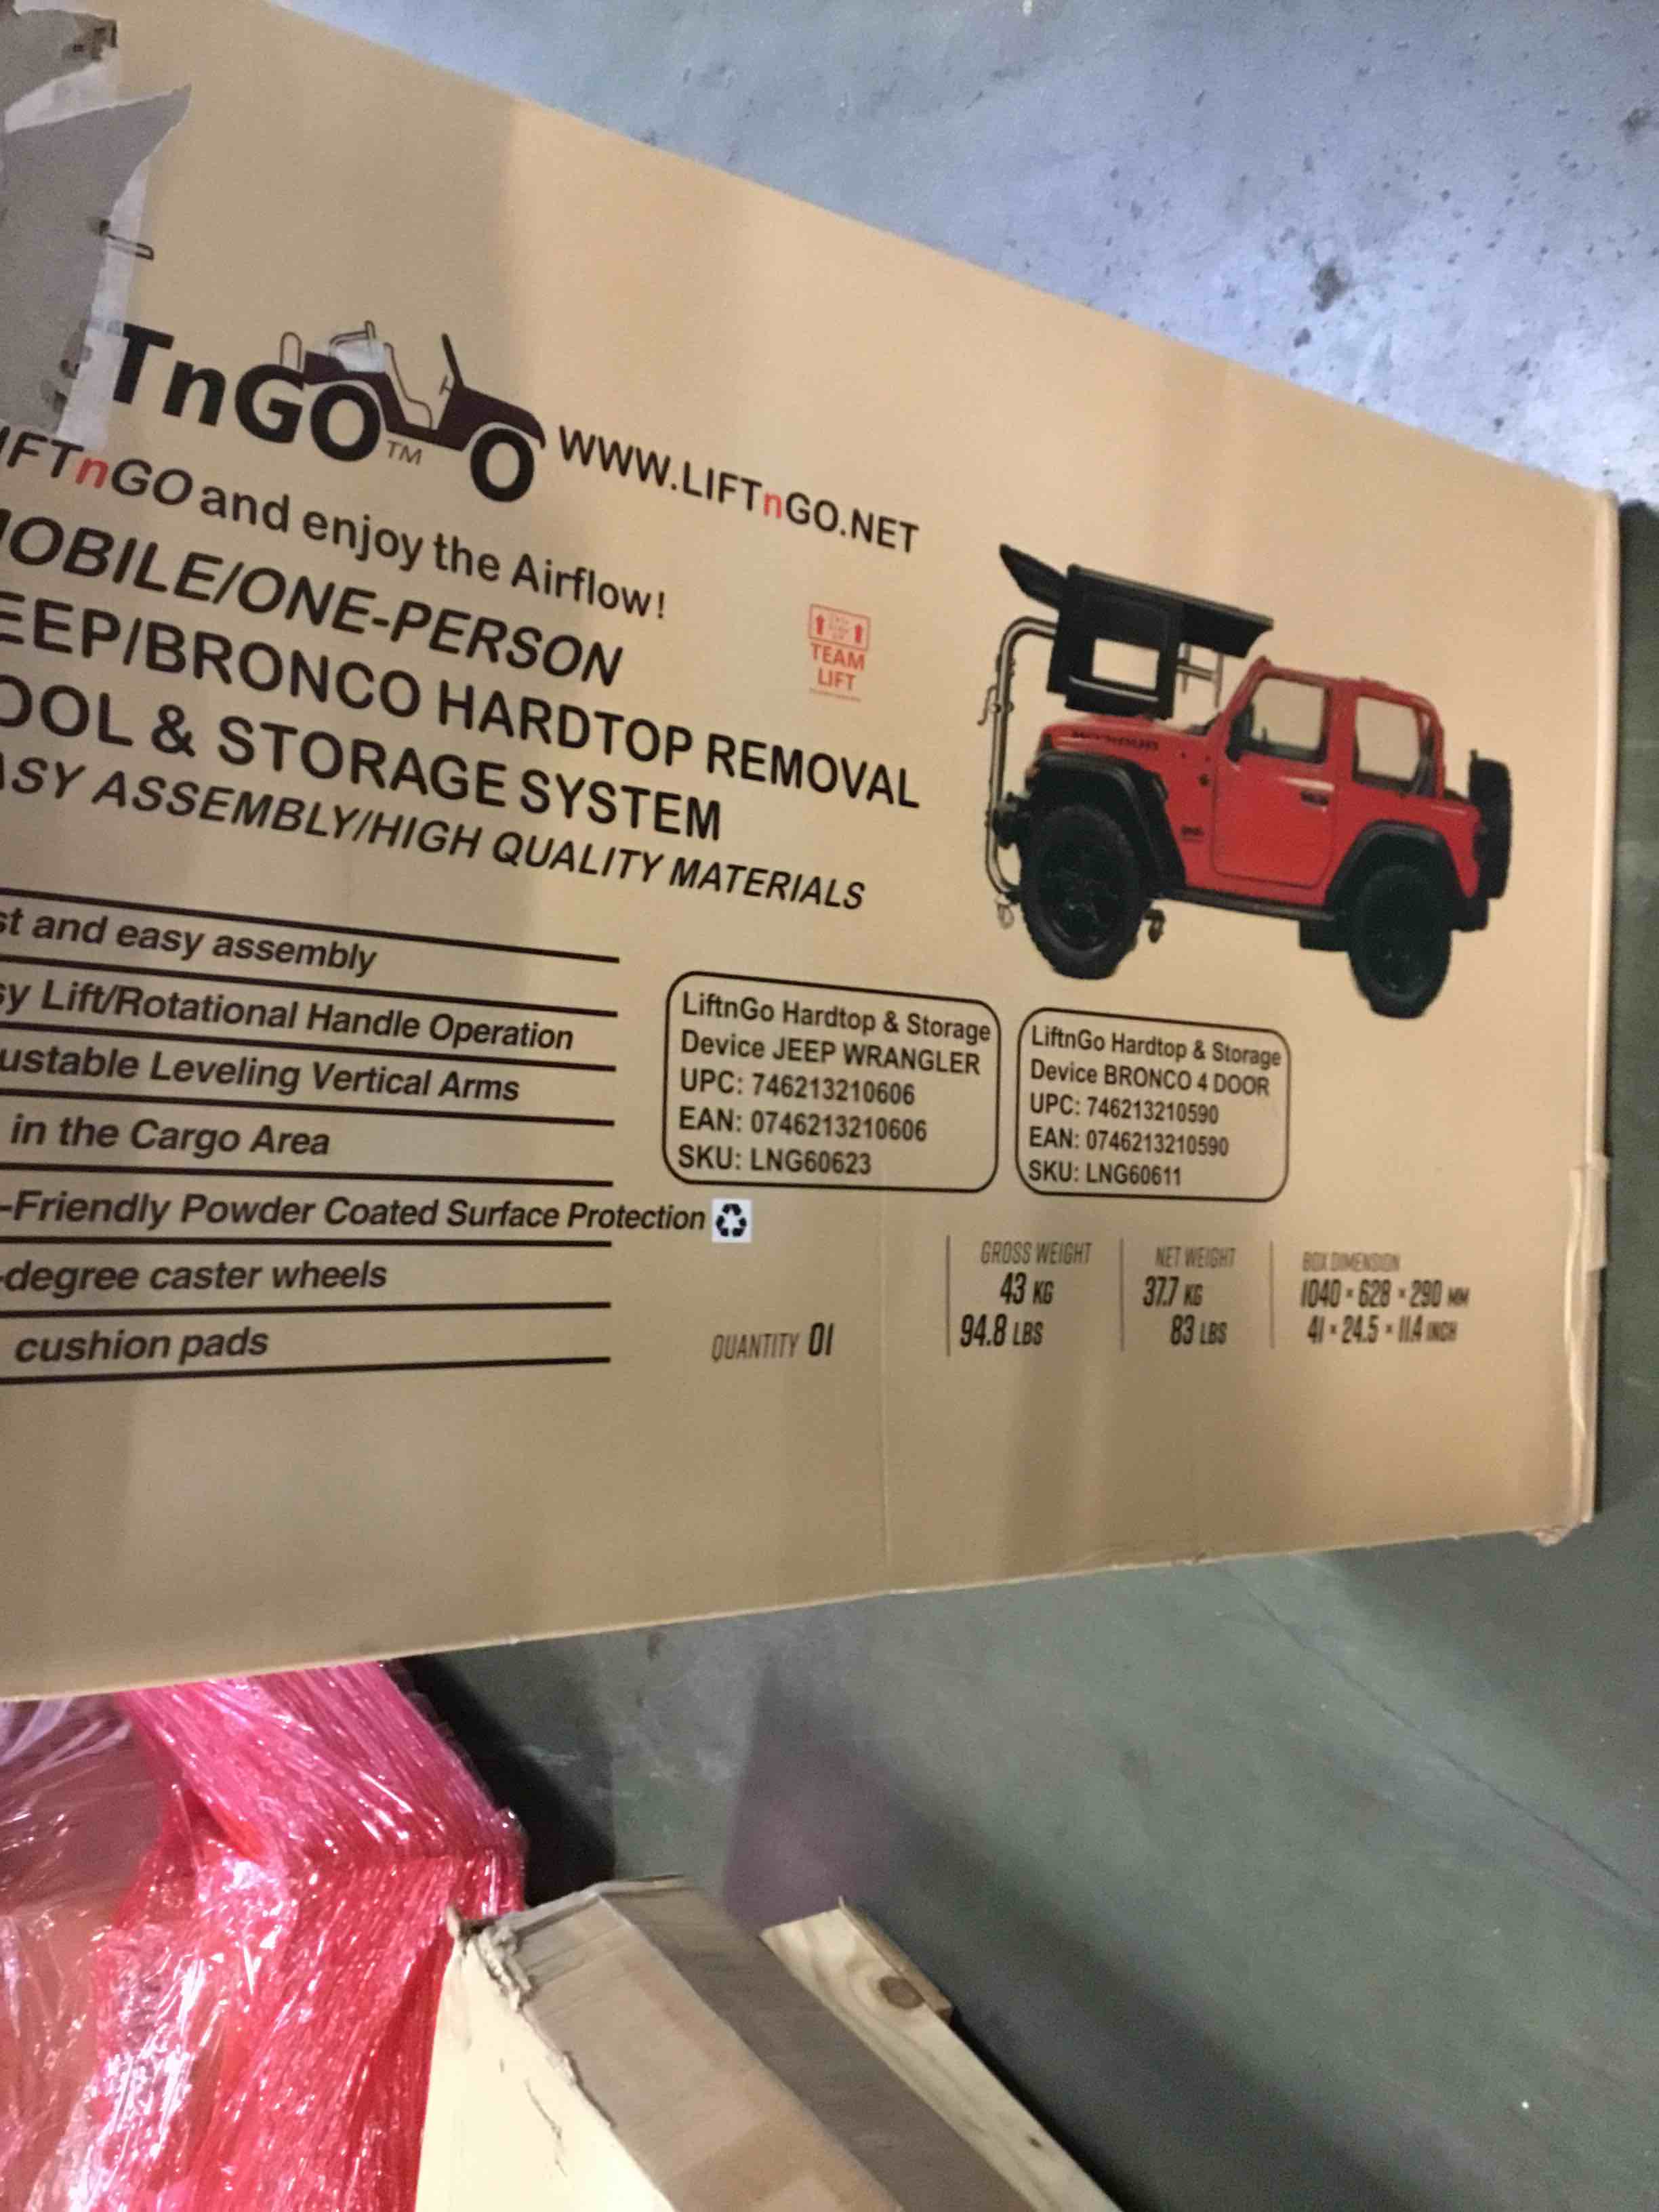 TnGO
TM
WWW.LIFTnGO.NET
IFTnGO and enjoy the Airflow!
MOBILE/ONE-PERSON
EEP/BRONCO HARDTOP REMOVAL
OOL & STORAGE SYSTEM
ASY ASSEMBLY/HIGH QUALITY MATERIALS
TEAM
LIFT
st and easy assembly
sy Lift/Rotational Handle Operation
ustable Leveling Vertical Arms
in the Cargo Area
-Friendly Powder Coated Surface Protection
-degree caster wheels
cushion pads
LiftnGo Hardtop & Storage
Device JEEP WRANGLER
UPC: 746213210606
EAN: 0746213210606
SKU: LNG60623
LiftnGo Hardtop & Storage
Device BRONCO 4 DOOR
UPC: 746213210590
EAN: 0746213210590
SKU: LNG60611
QUANTITY 01
GROSS WEIGHT
43 KG
94.8 LBS
NET WEIGHT
37.7 KG
83 LBS
BOX DIMENSION
1040 × 628 × 290 MM
41 × 24.5 × 11.4 INCH